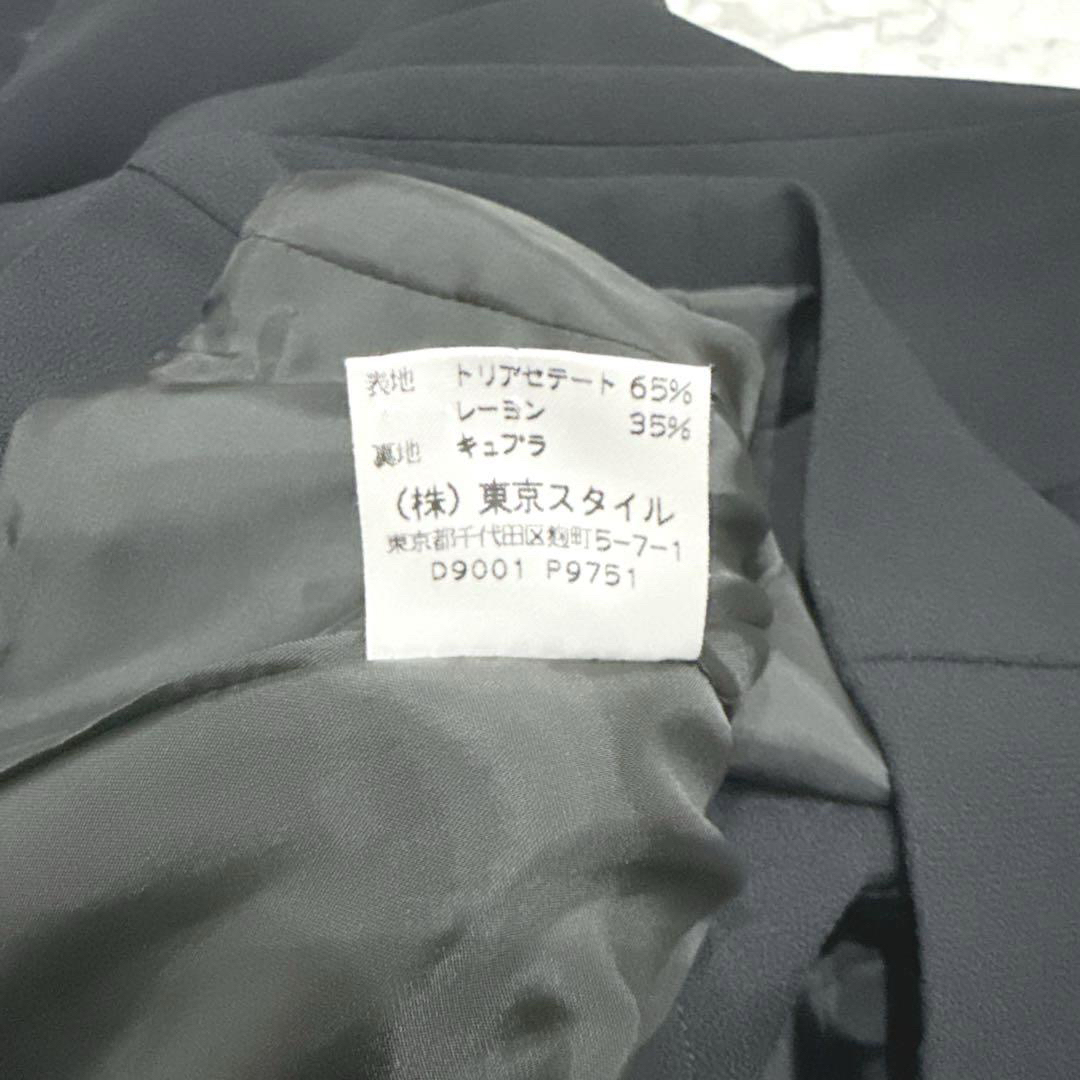 表地 トリアセテート 65%
レーヨン 35%
裏地 キュプラ
(株)東京スタイル
東京都千代田区麹町5-7-1
D9001 P9751